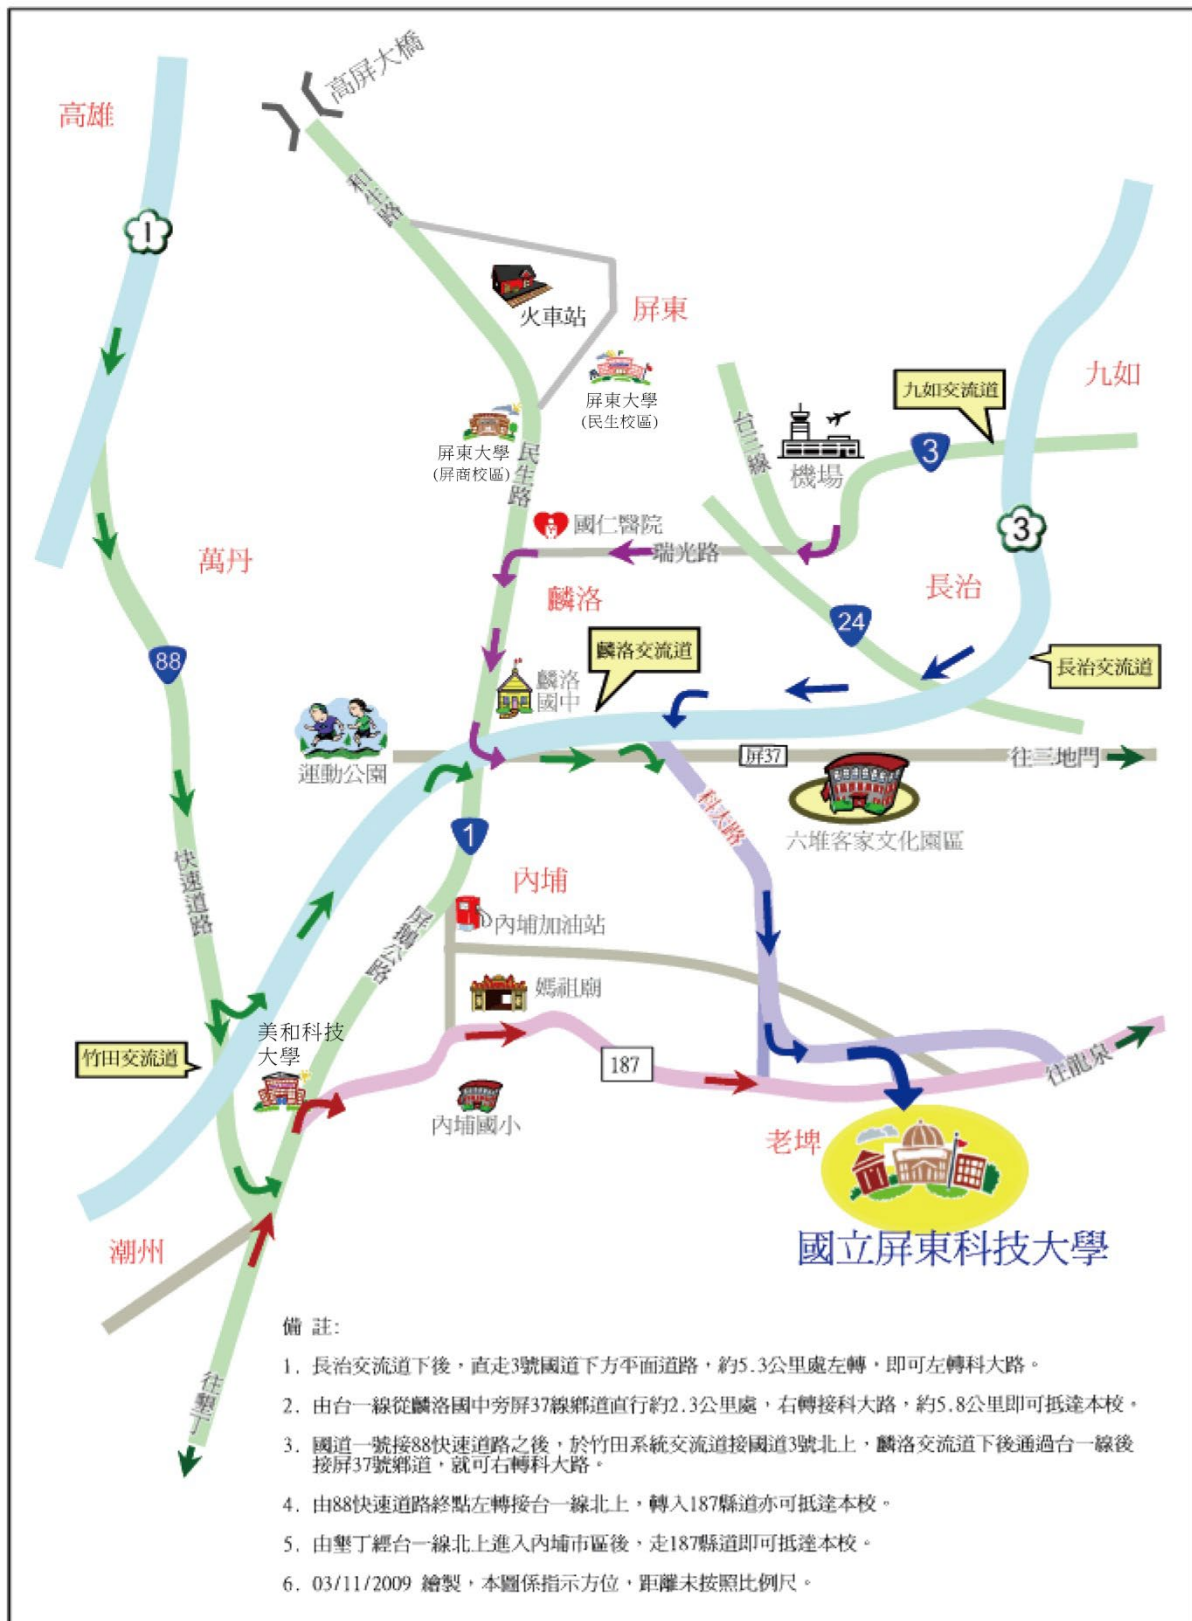 高屏大橋
高雄
1
和生路
火車站
屏東
九如
九如交流道
屏東大學
(民生校區)
台三線
機場
3
屏東大學
(屏商校區)
民生路
國仁醫院
瑞光路
3
萬丹
麟洛
長治
24
88
麟洛交流道
長治交流道
麟洛
國中
運動公園
屏37
往三地門
科大路
六堆客家文化園區
1
快速道路
內埔
內埔加油站
屏鵝公路
媽祖廟
美和科技
大學
竹田交流道
187
往龍泉
內埔國小
老埤
潮州
國立屏東科技大學
往墾丁
備 註:
1. 長治交流道下後，直走3號國道下方平面道路，約5.3公里處左轉，即可左轉科大路。
2. 由台一線從麟洛國中旁屏37線鄉道直行約2.3公里處，右轉接科大路，約5.8公里即可抵達本校。
3. 國道一號接88快速道路之後，於竹田系統交流道接國道3號北上，麟洛交流道下後通過台一線後
接屏37號鄉道，就可右轉科大路。
4. 由88快速道路終點左轉接台一線北上，轉入187縣道亦可抵達本校。
5. 由墾丁經台一線北上進入內埔市區後，走187縣道即可抵達本校。
6. 03/11/2009 繪製，本圖係指示方位，距離未按照比例尺。